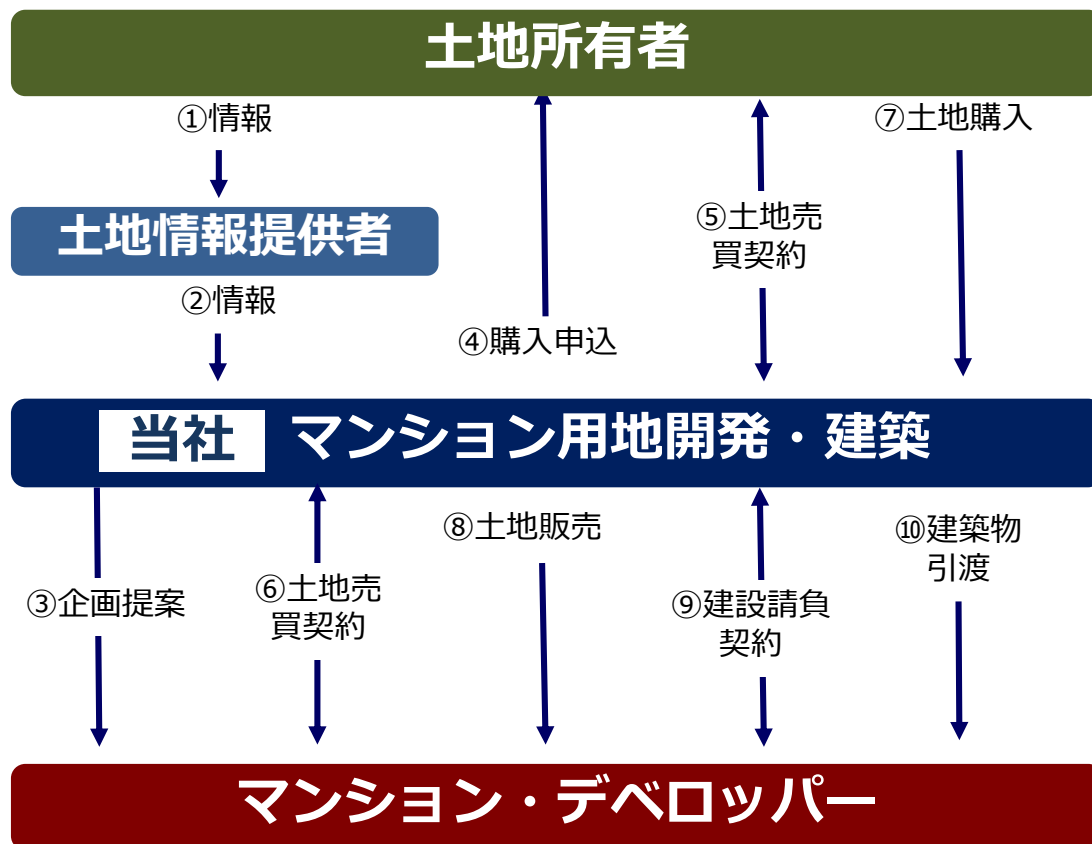 土地所有者
①情報
⑦土地購入
土地情報提供者
⑤土地売
買契約
②情報
④購入申込
当社 マンション用地開発・建築
③企画提案
⑥土地売
買契約
⑧土地販売
⑨建設請負
契約
⑩建築物
引渡
マンション・デベロッパー